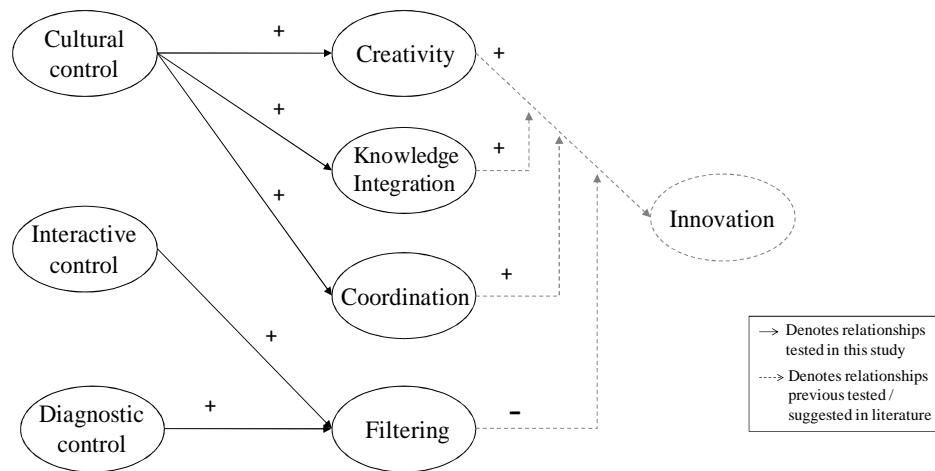 Cultural
control
+
Creativity
+
+
Knowledge
Integration
+
+
Interactive
control
Innovation
Coordination
+
+
Diagnostic
control
+
Filtering
-
Denotes relationships
tested in this study
Denotes relationships
previous tested /
suggested in literature